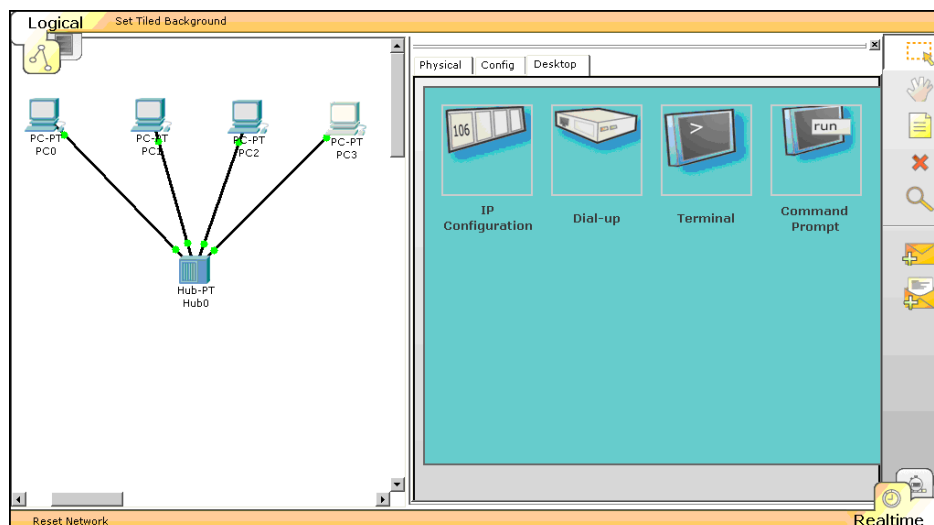 Logical Set Tiled Background
Physical Config Desktop
PC-PT
PC0
PC-PT
PC1
PC-PT
PC2
PC-PT
PC3
Hub-PT
Hub0
106
>
run
IP
Configuration
Dial-up
Terminal
Command
Prompt
Reset Network
Realtime